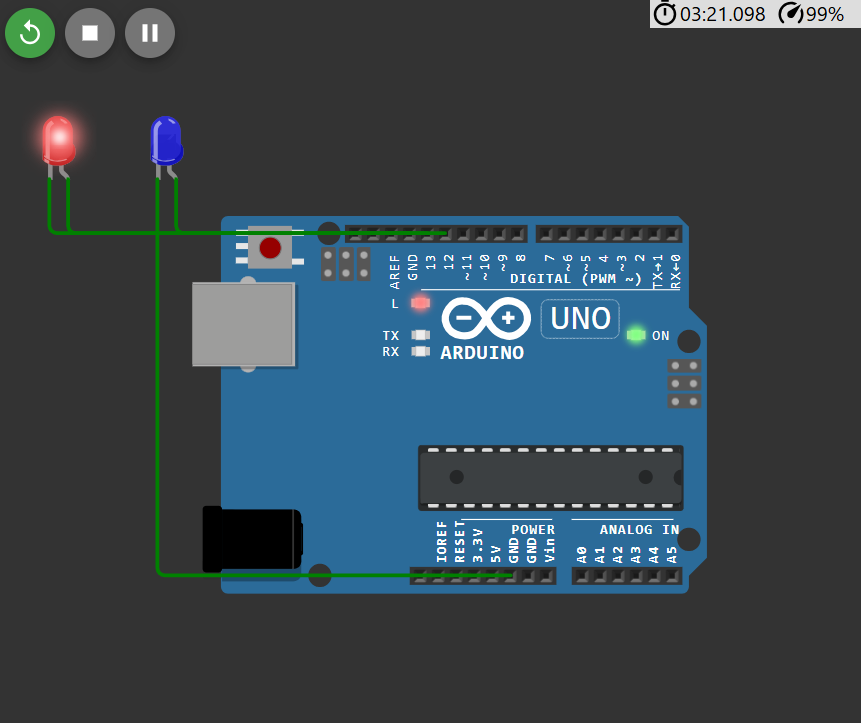 03:21.098 99%
AREF
GND
13
12
~11
~10
~9
8
7
~6
~5
4
~3
2
TX→1
RX←0
DIGITAL (PWM ~)
L
TX
RX
UNO
ON
ARDUINO
POWER
ANALOG IN
IOREF
RESET
3.3V
5V
GND
GND
Vin
A0
A1
A2
A3
A4
A5